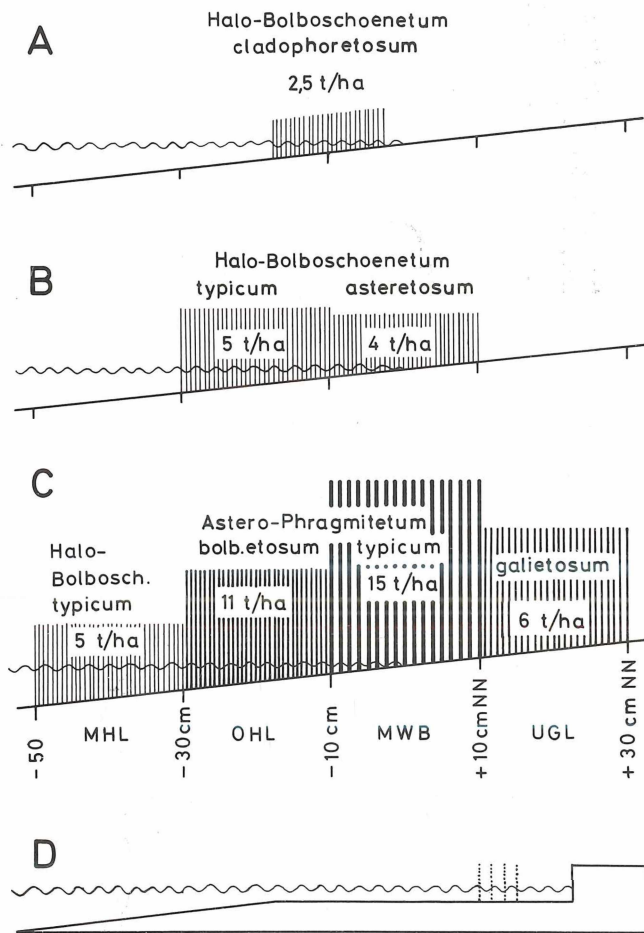 A
Halo-Bolboschoenetum
cladophoretosum
2,5 t/ha
B
Halo-Bolboschoenetum
typicum asteretosum
5 t/ha 4 t/ha
C
Astero-Phragmitetum
bolb.etosum typicum
Halo-
Bolbosch.
typicum
galietosum
5 t/ha 11 t/ha 15 t/ha 6 t/ha
- 50 MHL - 30 cm OHL - 10 cm MWB + 10 cm NN UGL + 30 cm NN
D